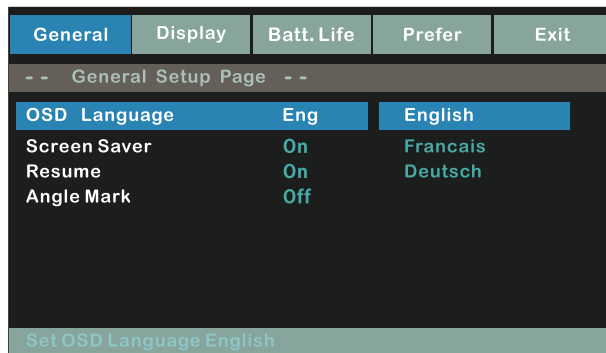 General Display Batt. Life Prefer Exit
-- General Setup Page --
OSD Language Eng English
Screen Saver On Francais
Resume On Deutsch
Angle Mark Off
Set OSD Language English